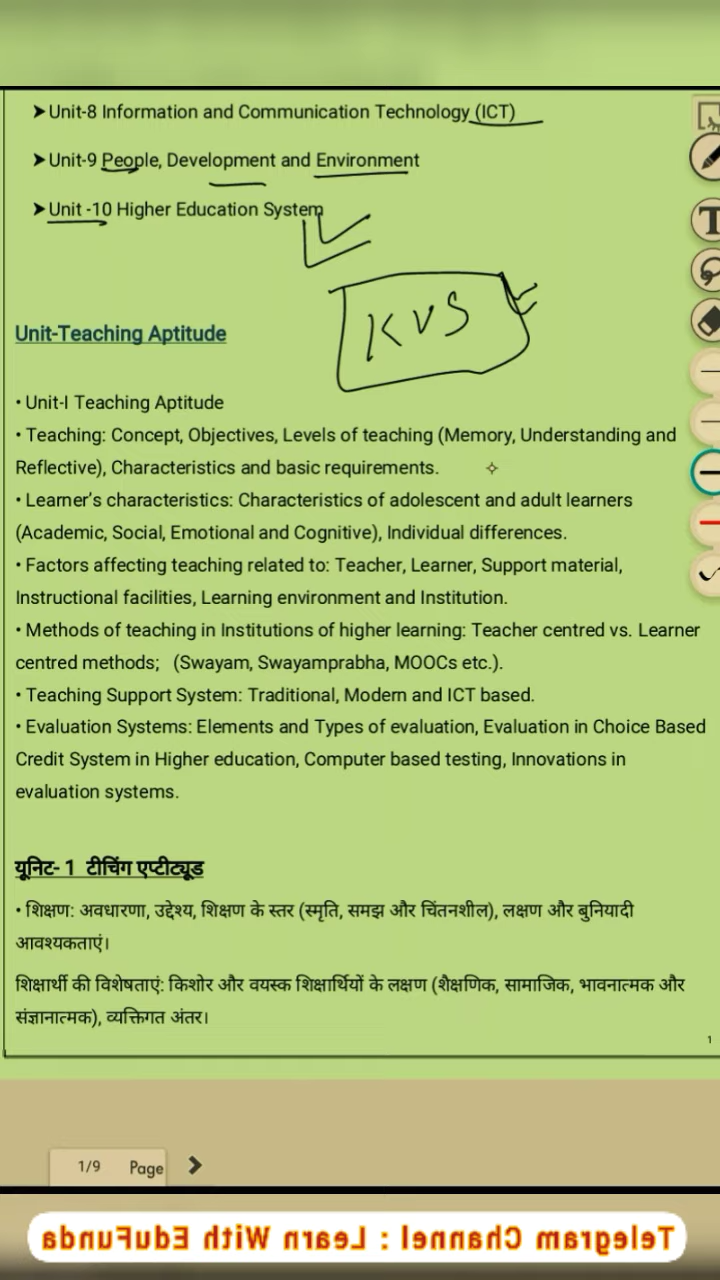 ➤Unit-8 Information and Communication Technology (ICT)
➤Unit-9 People, Development and Environment
➤Unit -10 Higher Education System
KVS
Unit-Teaching Aptitude
• Unit-I Teaching Aptitude
• Teaching: Concept, Objectives, Levels of teaching (Memory, Understanding and
Reflective), Characteristics and basic requirements.
• Learner's characteristics: Characteristics of adolescent and adult learners
(Academic, Social, Emotional and Cognitive), Individual differences.
• Factors affecting teaching related to: Teacher, Learner, Support material,
Instructional facilities, Learning environment and Institution.
• Methods of teaching in Institutions of higher learning: Teacher centred vs. Learner
centred methods; (Swayam, Swayamprabha, MOOCs etc.).
• Teaching Support System: Traditional, Modern and ICT based.
• Evaluation Systems: Elements and Types of evaluation, Evaluation in Choice Based
Credit System in Higher education, Computer based testing, Innovations in
evaluation systems.
यूनिट- 1 टीचिंग एप्टीट्यूड
• शिक्षण: अवधारणा, उद्देश्य, शिक्षण के स्तर (स्मृति, समझ और चिंतनशील), लक्षण और बुनियादी
आवश्यकताएं।
शिक्षार्थी की विशेषताएं: किशोर और वयस्क शिक्षार्थियों के लक्षण (शैक्षणिक, सामाजिक, भावनात्मक और
संज्ञानात्मक), व्यक्तिगत अंतर।
1
1/9 Page
Telegram Channel : Learn With EduFunda